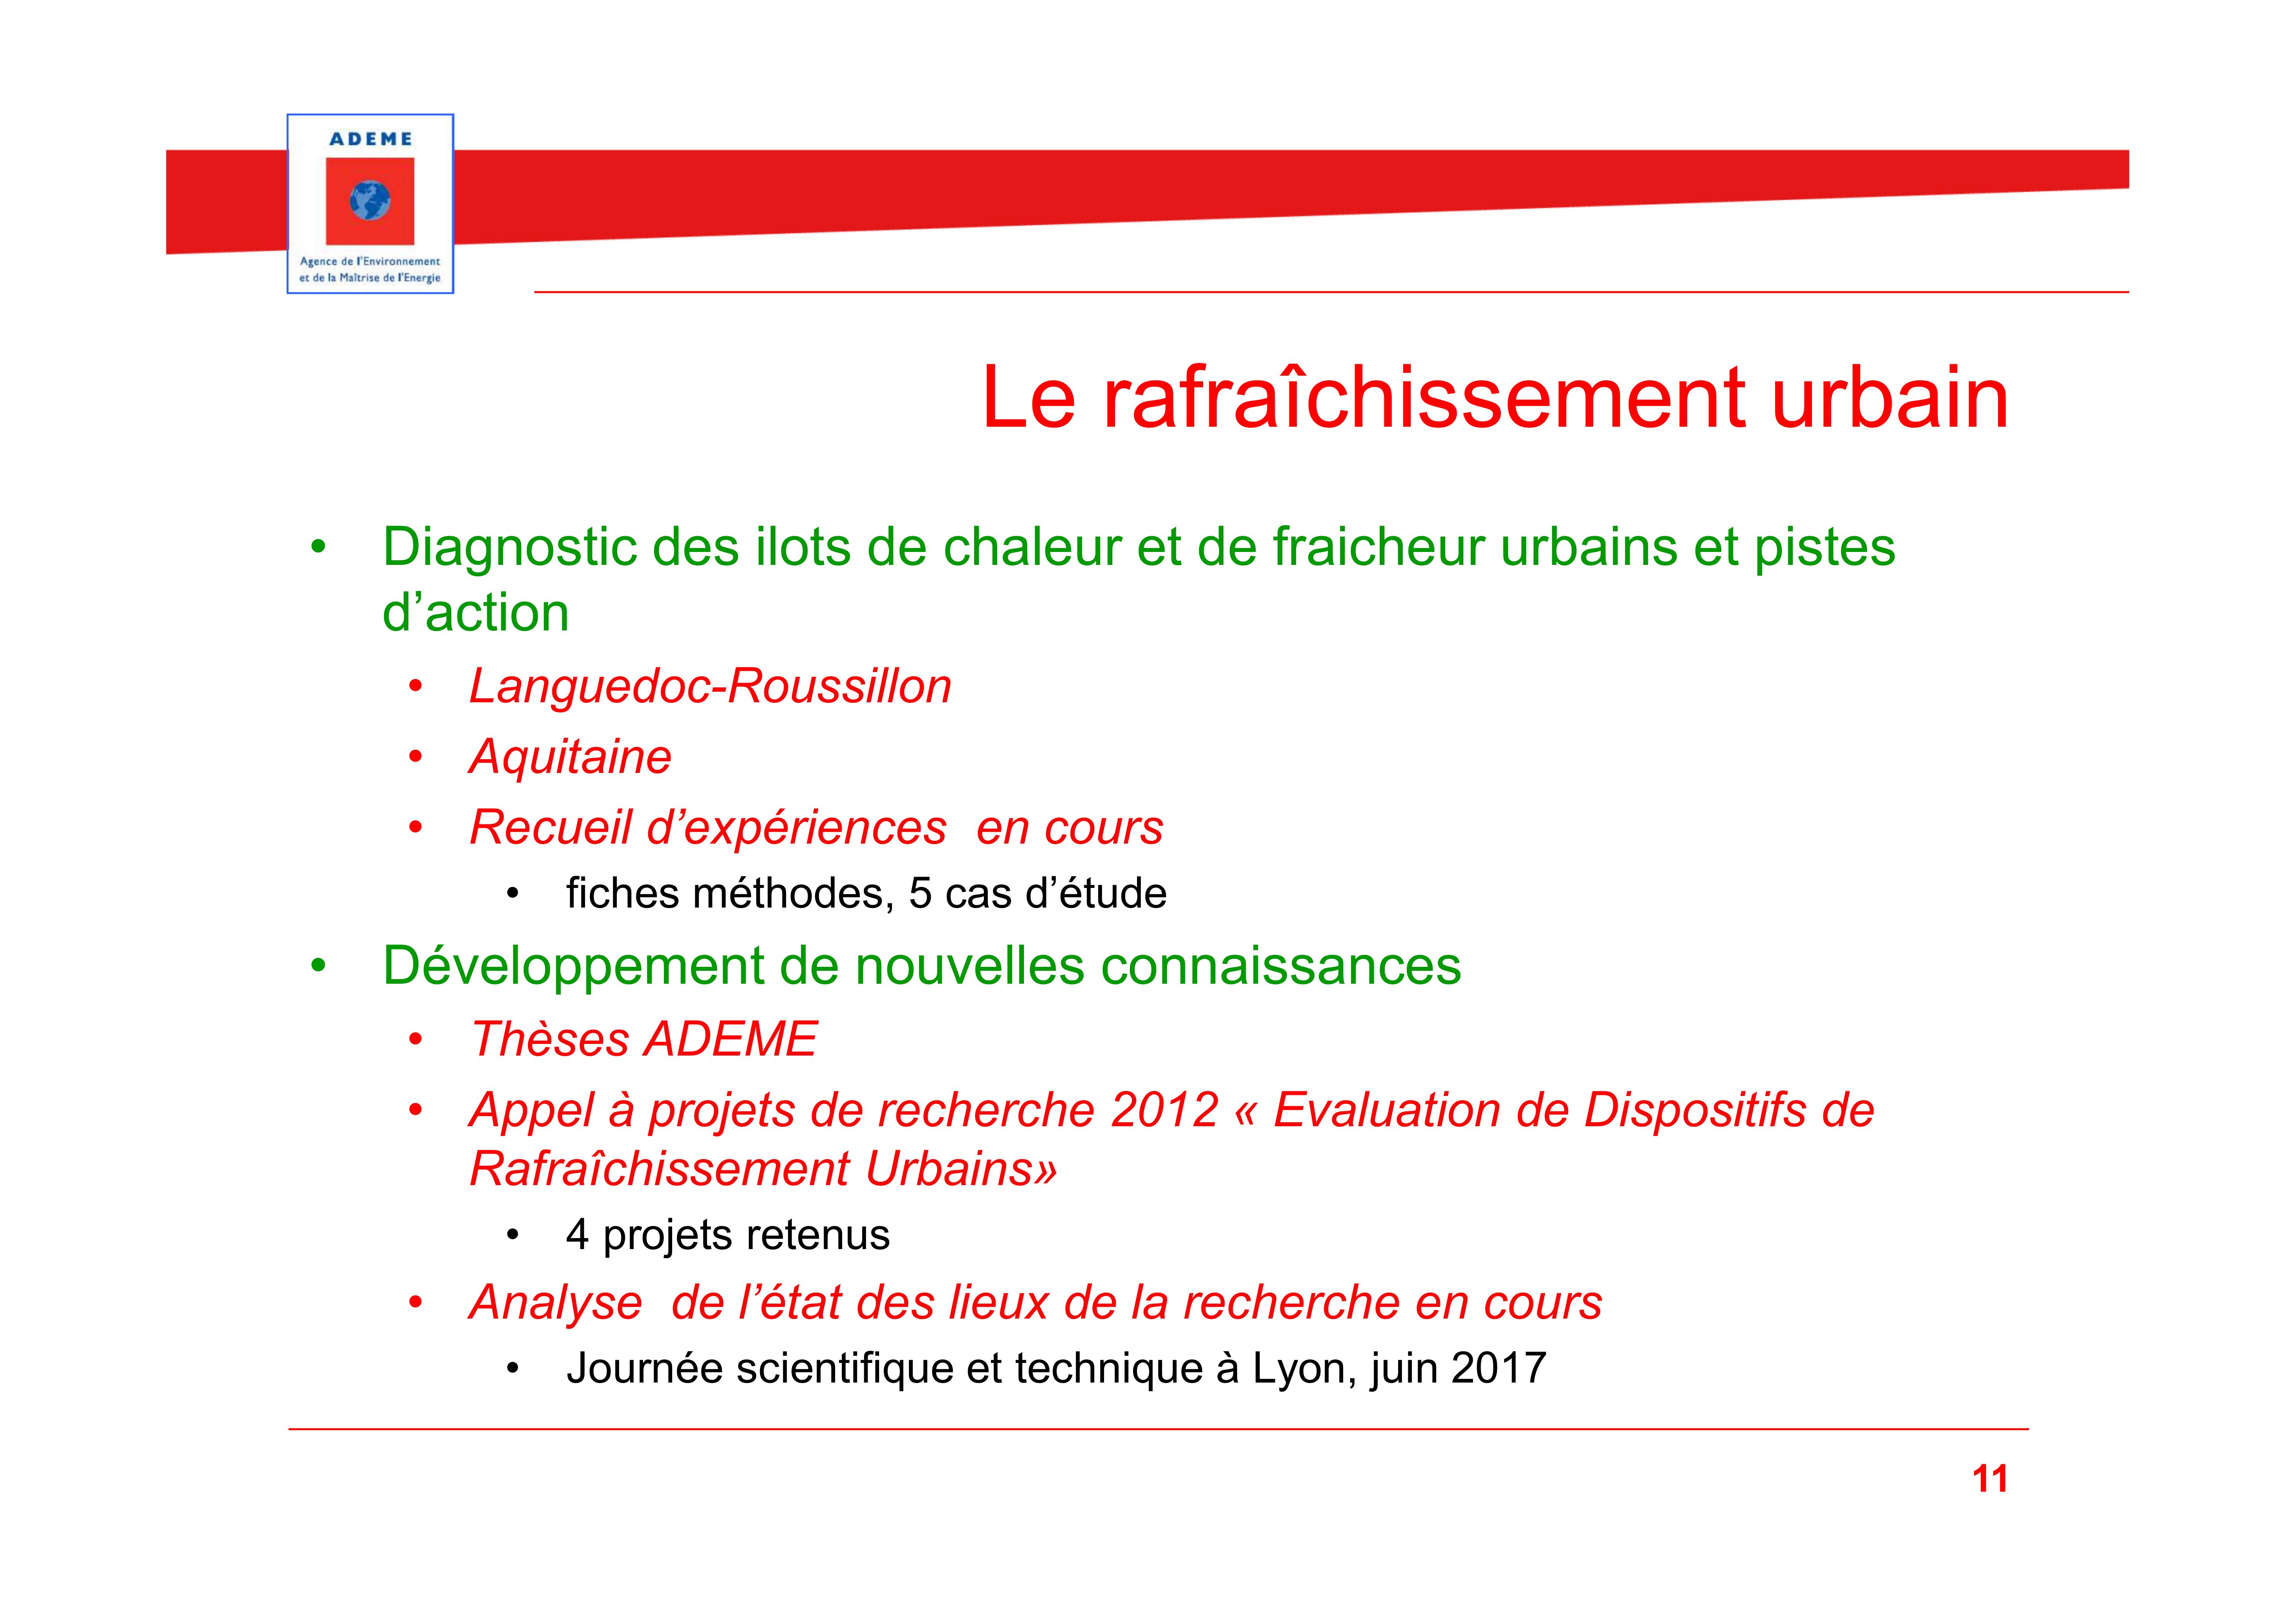 ADEME
Agence de l'Environnement
et de la Maîtrise de l'Energie
Le rafraîchissement urbain
• Diagnostic des ilots de chaleur et de fraicheur urbains et pistes
d’action
• Languedoc-Roussillon
• Aquitaine
• Recueil d’expériences  en cours
• fiches méthodes, 5 cas d’étude
• Développement de nouvelles connaissances
• Thèses ADEME
• Appel à projets de recherche 2012 « Evaluation de Dispositifs de
Rafraîchissement Urbains»
• 4 projets retenus
• Analyse  de l’état des lieux de la recherche en cours
• Journée scientifique et technique à Lyon, juin 2017
11